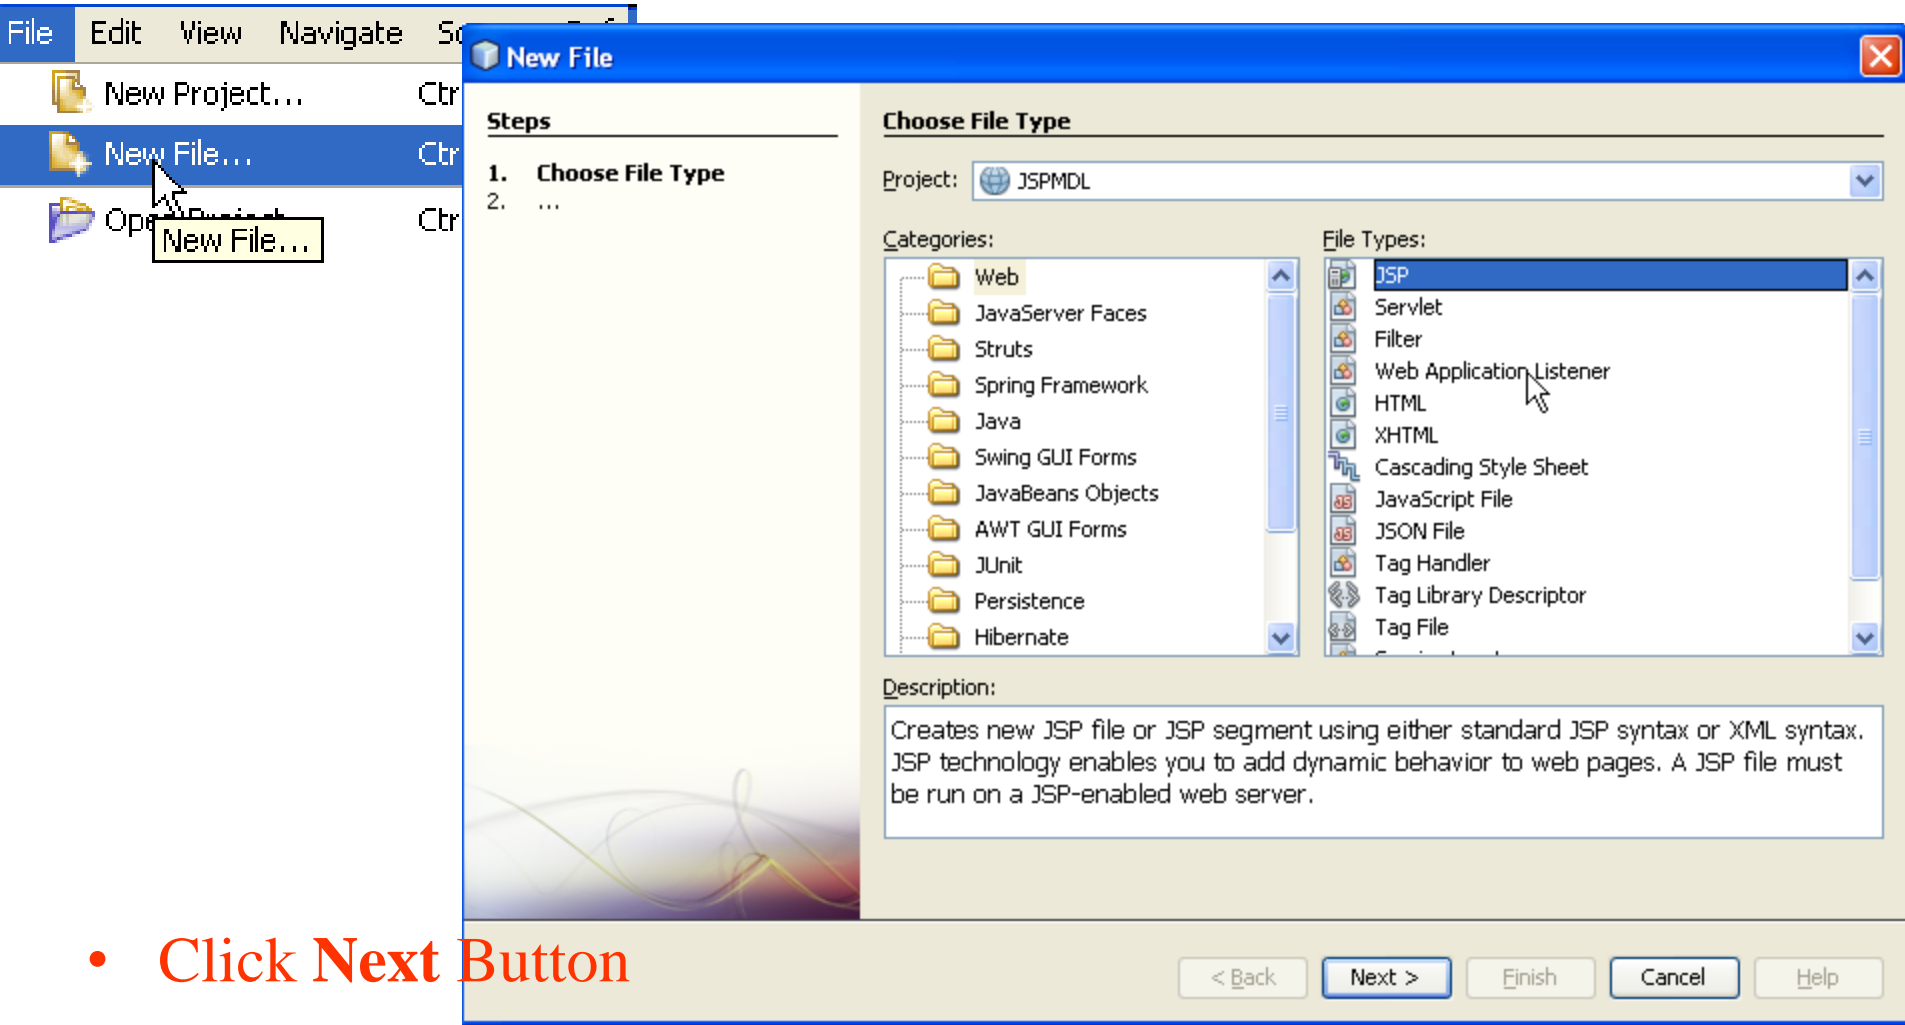 File Edit View Navigate
New Project... Ctr
New File... Ctr
Ctr
New File...
New File
Steps
1. Choose File Type
2. ...
Choose File Type
Project: JSPMDL
Categories:
Web
JavaServer Faces
Struts
Spring Framework
Java
Swing GUI Forms
JavaBeans Objects
AWT GUI Forms
JUnit
Persistence
Hibernate
File Types:
JSP
Servlet
Filter
Web Application Listener
HTML
XHTML
Cascading Style Sheet
JavaScript File
JSON File
Tag Handler
Tag Library Descriptor
Tag File
Description:
Creates new JSP file or JSP segment using either standard JSP syntax or XML syntax.
JSP technology enables you to add dynamic behavior to web pages. A JSP file must
be run on a JSP-enabled web server.
• Click Next Button
< Back Next > Finish Cancel Help